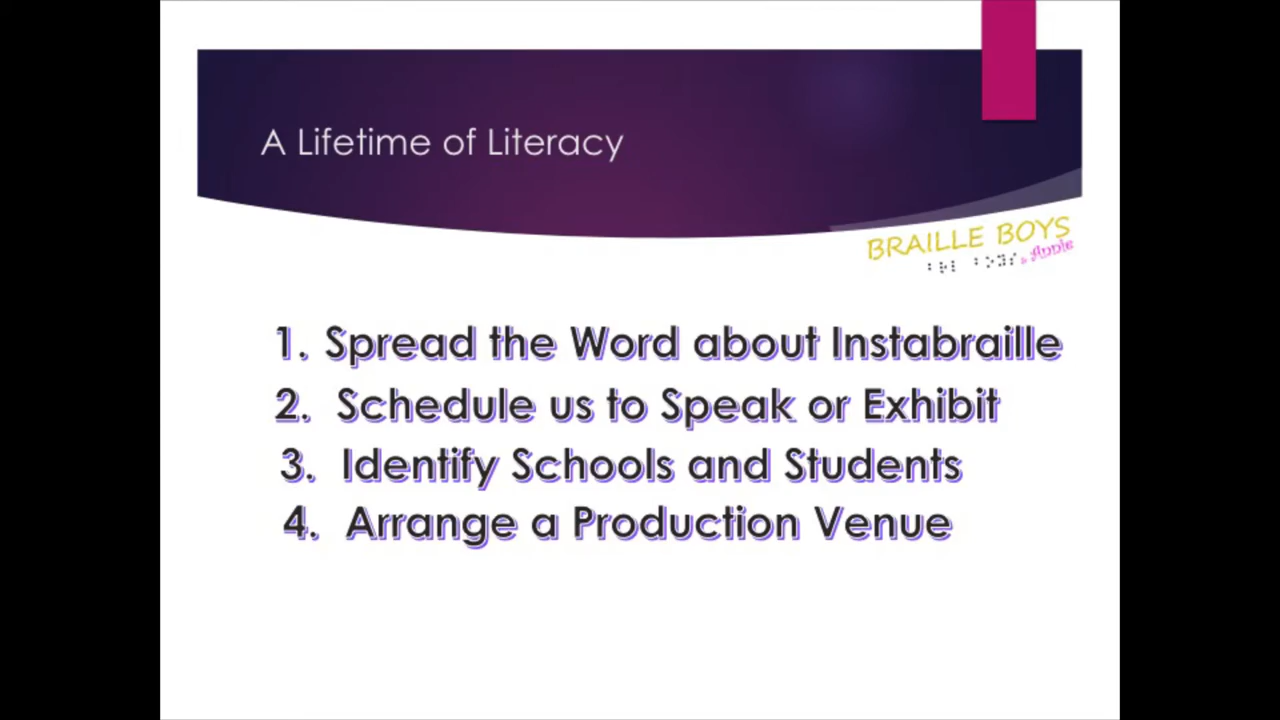 A Lifetime of Literacy
BRAILLE BOYS
& Annie
1. Spread the Word about Instabraille
2. Schedule us to Speak or Exhibit
3. Identify Schools and Students
4. Arrange a Production Venue